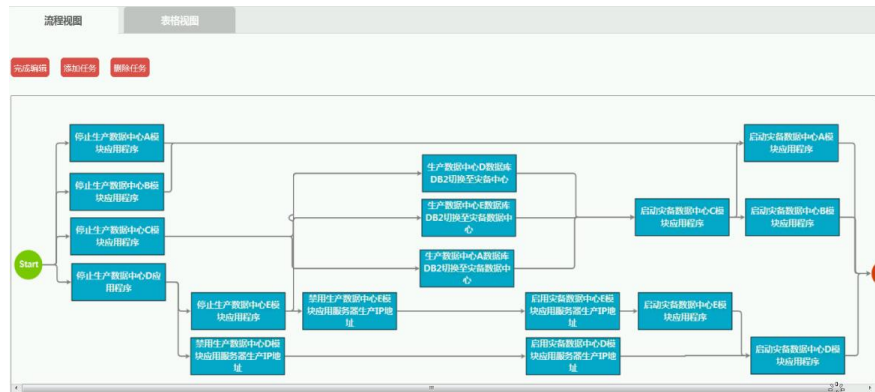 流程视图
表格视图
完成编辑
添加任务
删除任务
停止生产数据中心A模
块应用程序
启动灾备数据中心A模
块应用程序
生产数据中心D数据库
DB2切换至灾备中心
停止生产数据中心B模
块应用程序
生产数据中心E数据库
DB2切换至灾备数据中
心
启动灾备数据中心C模
块应用程序
启动灾备数据中心B模
块应用程序
停止生产数据中心C模
块应用程序
生产数据中心A数据库
DB2切换至灾备数据中
心
Start
停止生产数据中心D应
用程序
停止生产数据中心E模
块应用程序
禁用生产数据中心E模
块应用服务器生产IP地
址
启用灾备数据中心E模
块应用服务器生产IP地
址
启动灾备数据中心E模
块应用程序
禁用生产数据中心D模
块应用服务器生产IP地
址
启用灾备数据中心D模
块应用服务器生产IP地
址
启动灾备数据中心D模
块应用程序